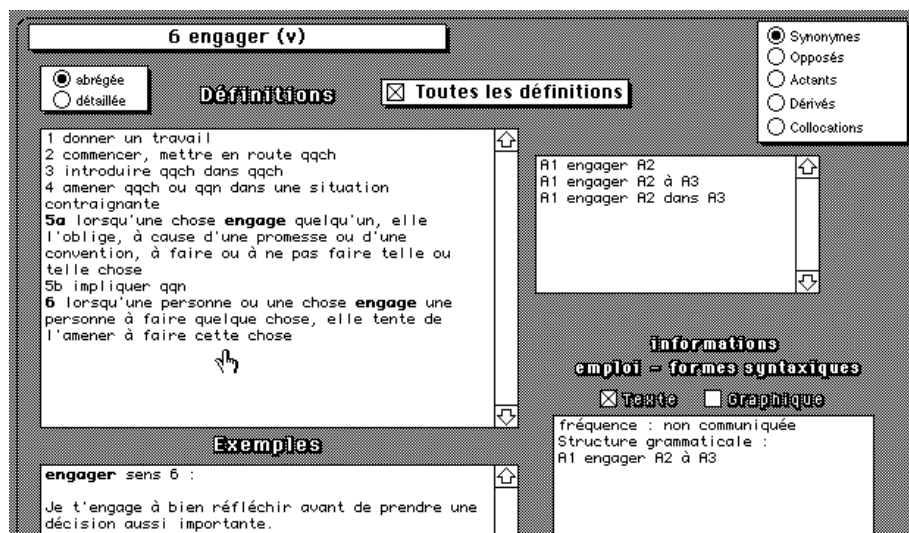 6 engager (v)
Synonymes
Opposés
Actants
Dérivés
Collocations
abrégée
détaillée
Définitions
Toutes les définitions
1 donner un travail
2 commencer, mettre en route qqch
3 introduire qqch dans qqch
4 amener qqch ou qqn dans une situation
contraignante
5a lorsqu'une chose engage quelqu'un, elle
l'oblige, à cause d'une promesse ou d'une
convention, à faire ou à ne pas faire telle ou
telle chose
5b impliquer qqn
6 lorsqu'une personne ou une chose engage une
personne à faire quelque chose, elle tente de
l'amener à faire cette chose
A1 engager A2
A1 engager A2 à A3
A1 engager A2 dans A3
informations
emploi - formes syntaxiques
Texte Graphique
fréquence : non communiquée
Structure grammaticale :
A1 engager A2 à A3
Exemples
engager sens 6 :
Je t'engage à bien réfléchir avant de prendre une
décision aussi importante.